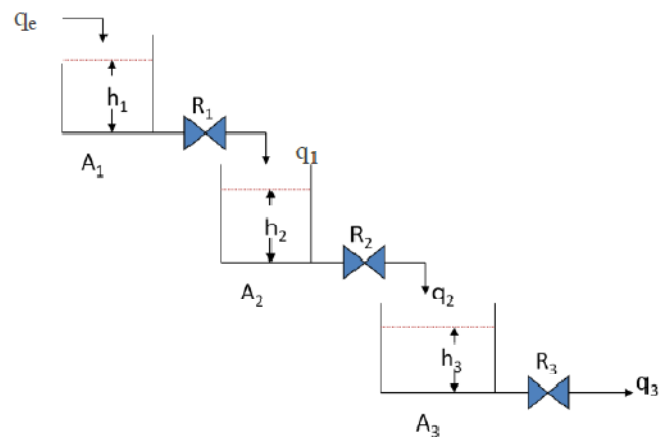 qₑ
h₁
R₁
A₁
q₁
h₂
R₂
A₂
q₂
h₃
R₃
q₃
A₃